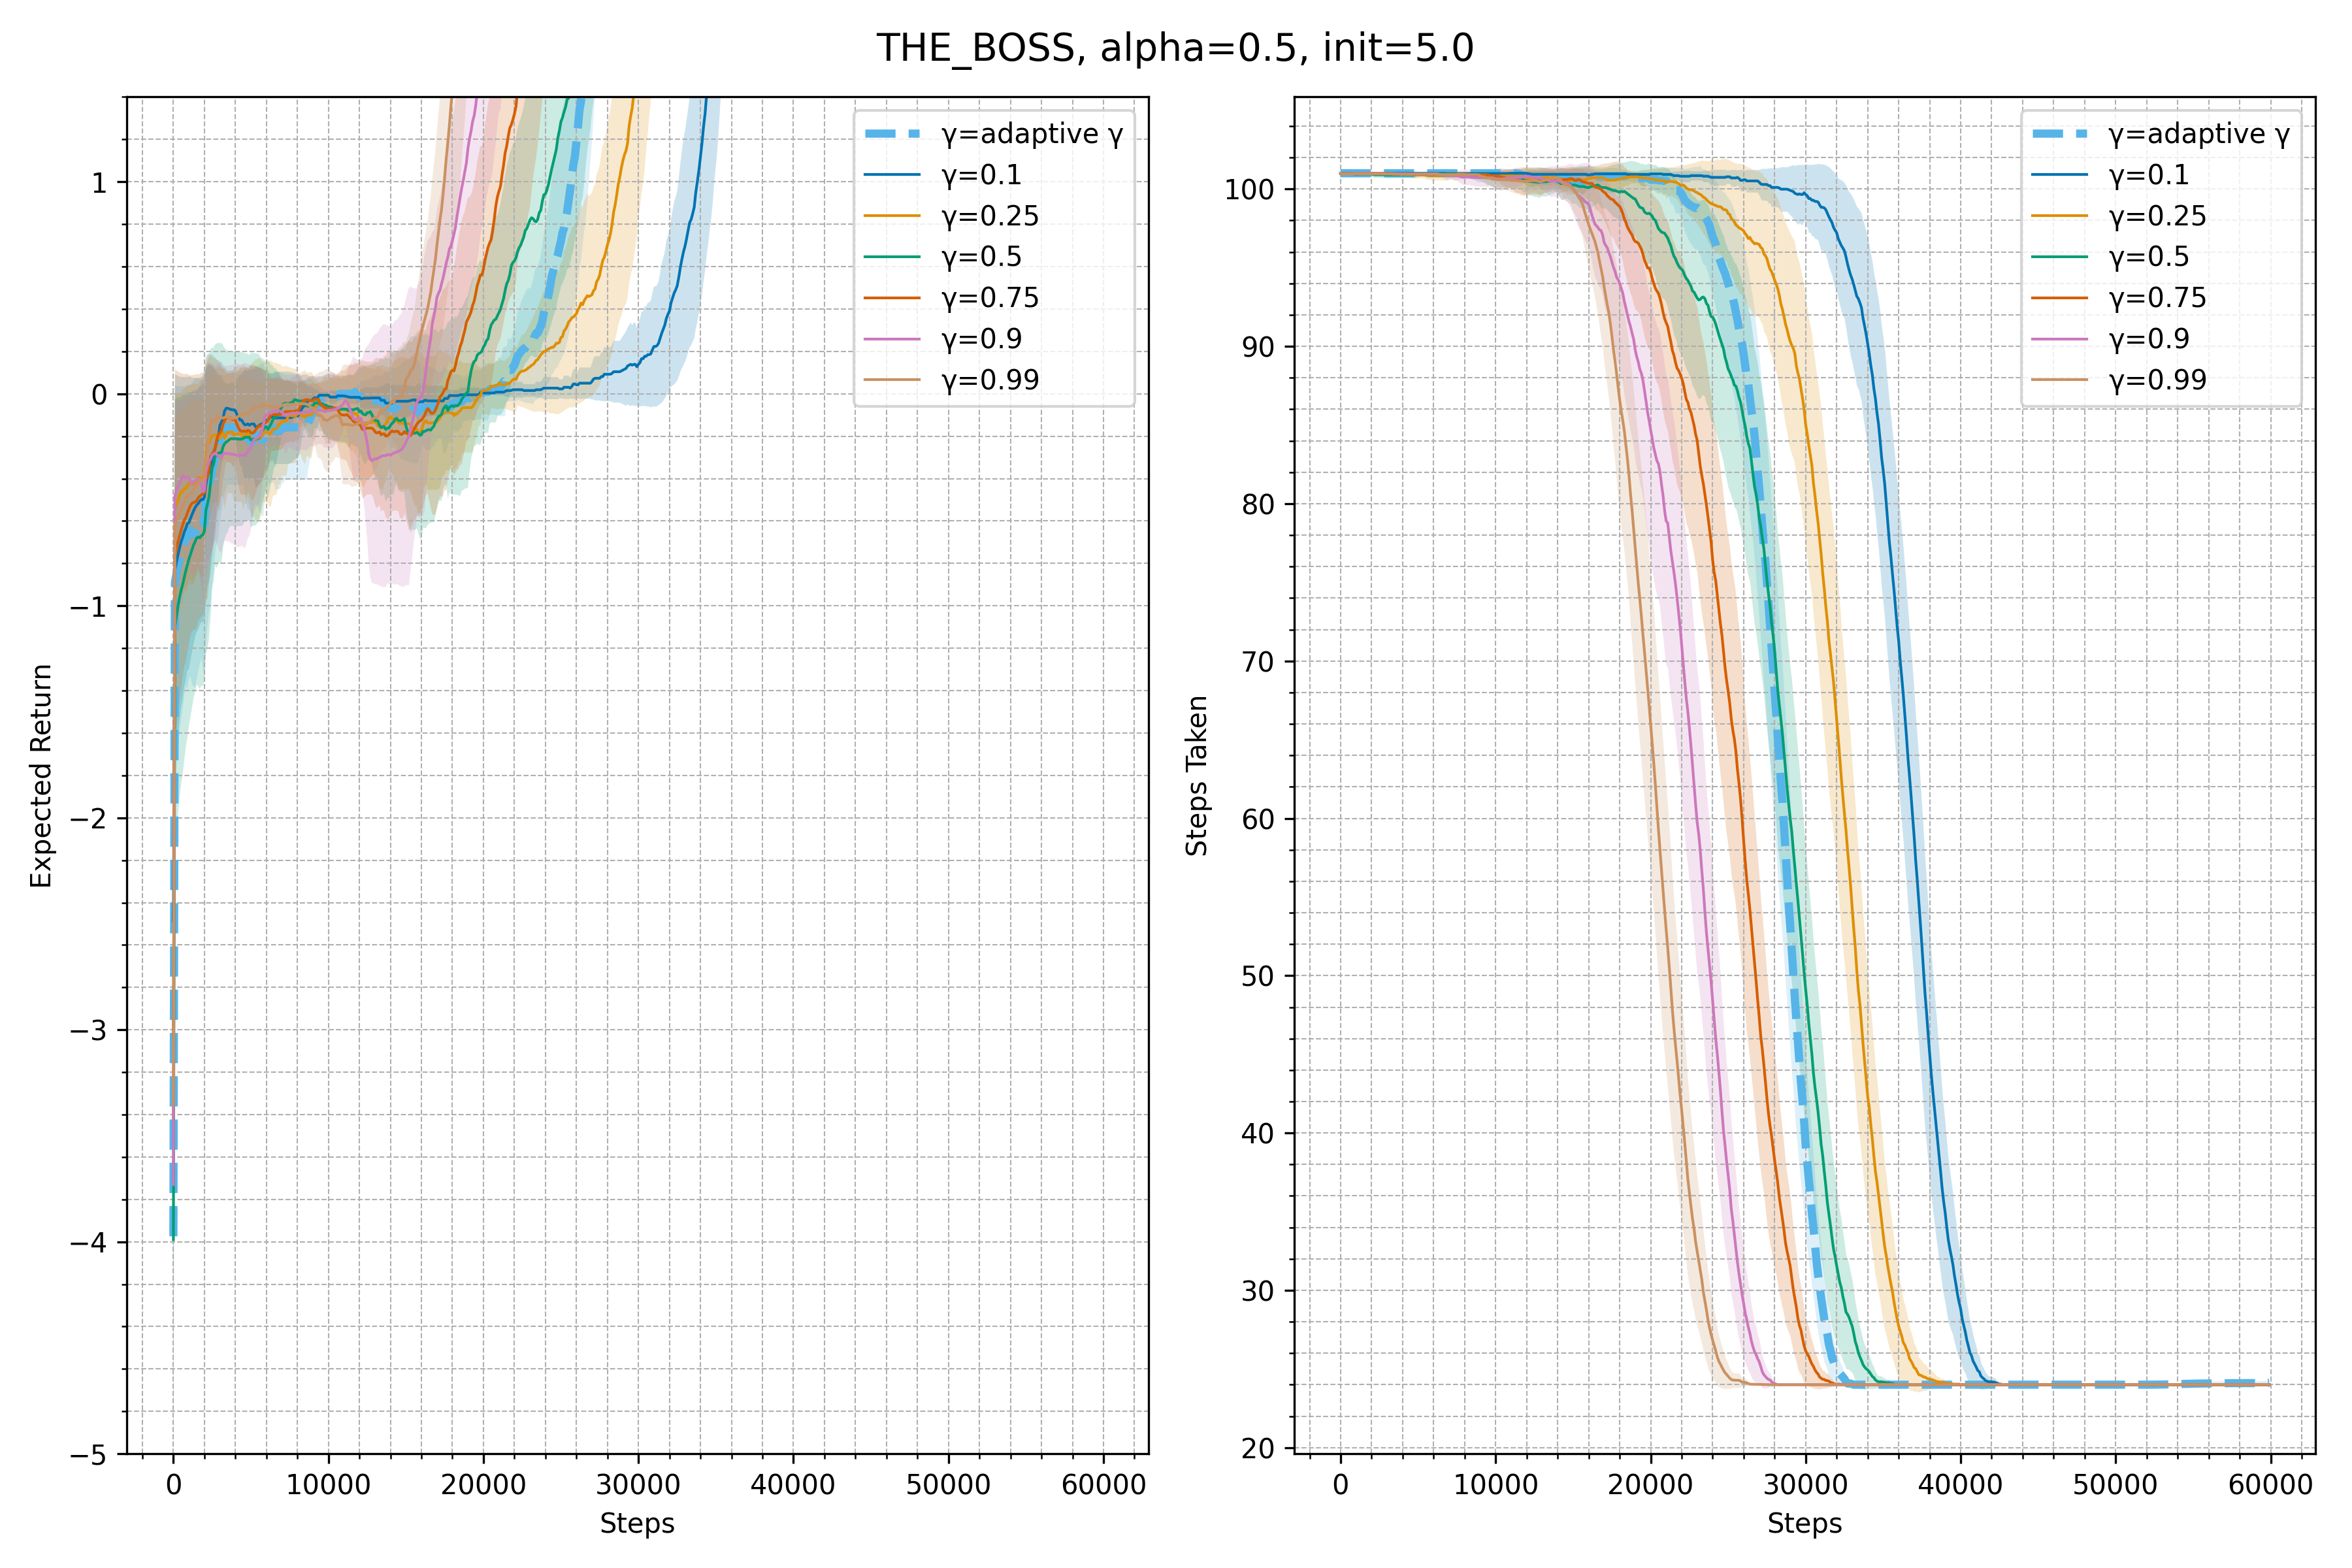 THE_BOSS, alpha=0.5, init=5.0
Expected Return
1
0
−1
−2
−3
−4
−5
0 10000 20000 30000 40000 50000 60000
Steps
γ=adaptive γ
γ=0.1
γ=0.25
γ=0.5
γ=0.75
γ=0.9
γ=0.99
Steps Taken
100
90
80
70
60
50
40
30
20
0 10000 20000 30000 40000 50000 60000
Steps
γ=adaptive γ
γ=0.1
γ=0.25
γ=0.5
γ=0.75
γ=0.9
γ=0.99